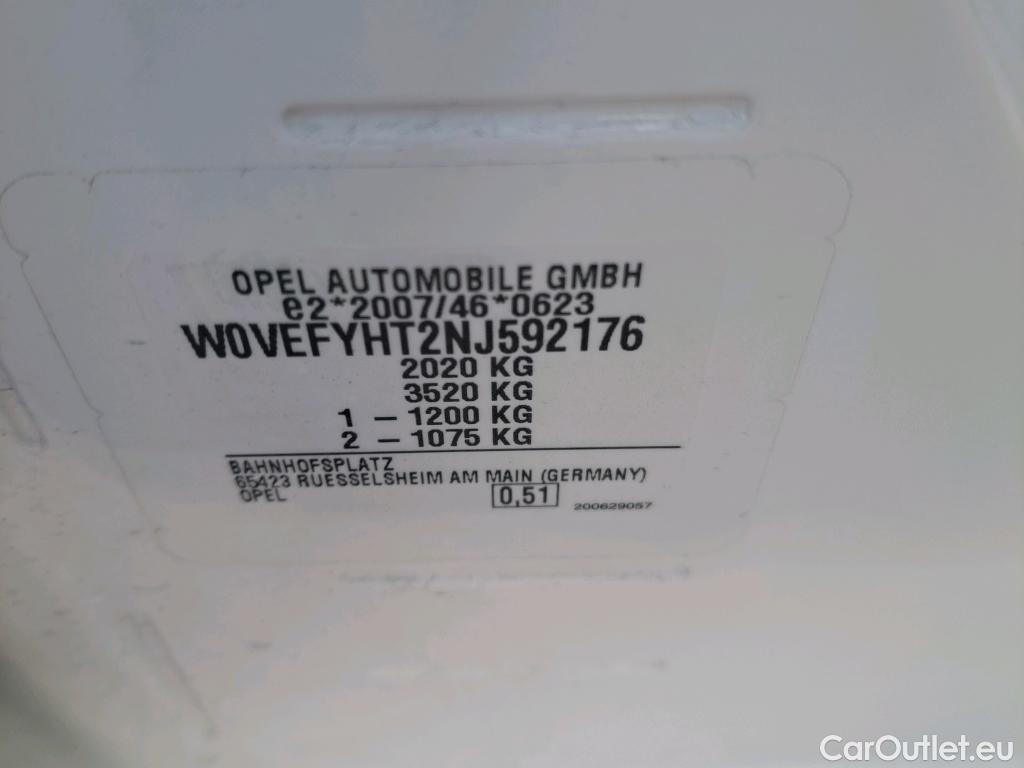 OPEL AUTOMOBILE GMBH
e2*2007/46*0623
W0VEFYHT2NJ592176
2020 KG
3520 KG
1 – 1200 KG
2 – 1075 KG
BAHNHOFSPLATZ
65423 RUESSELSHEIM AM MAIN (GERMANY)
OPEL 0,51 200629057
CarOutlet.eu